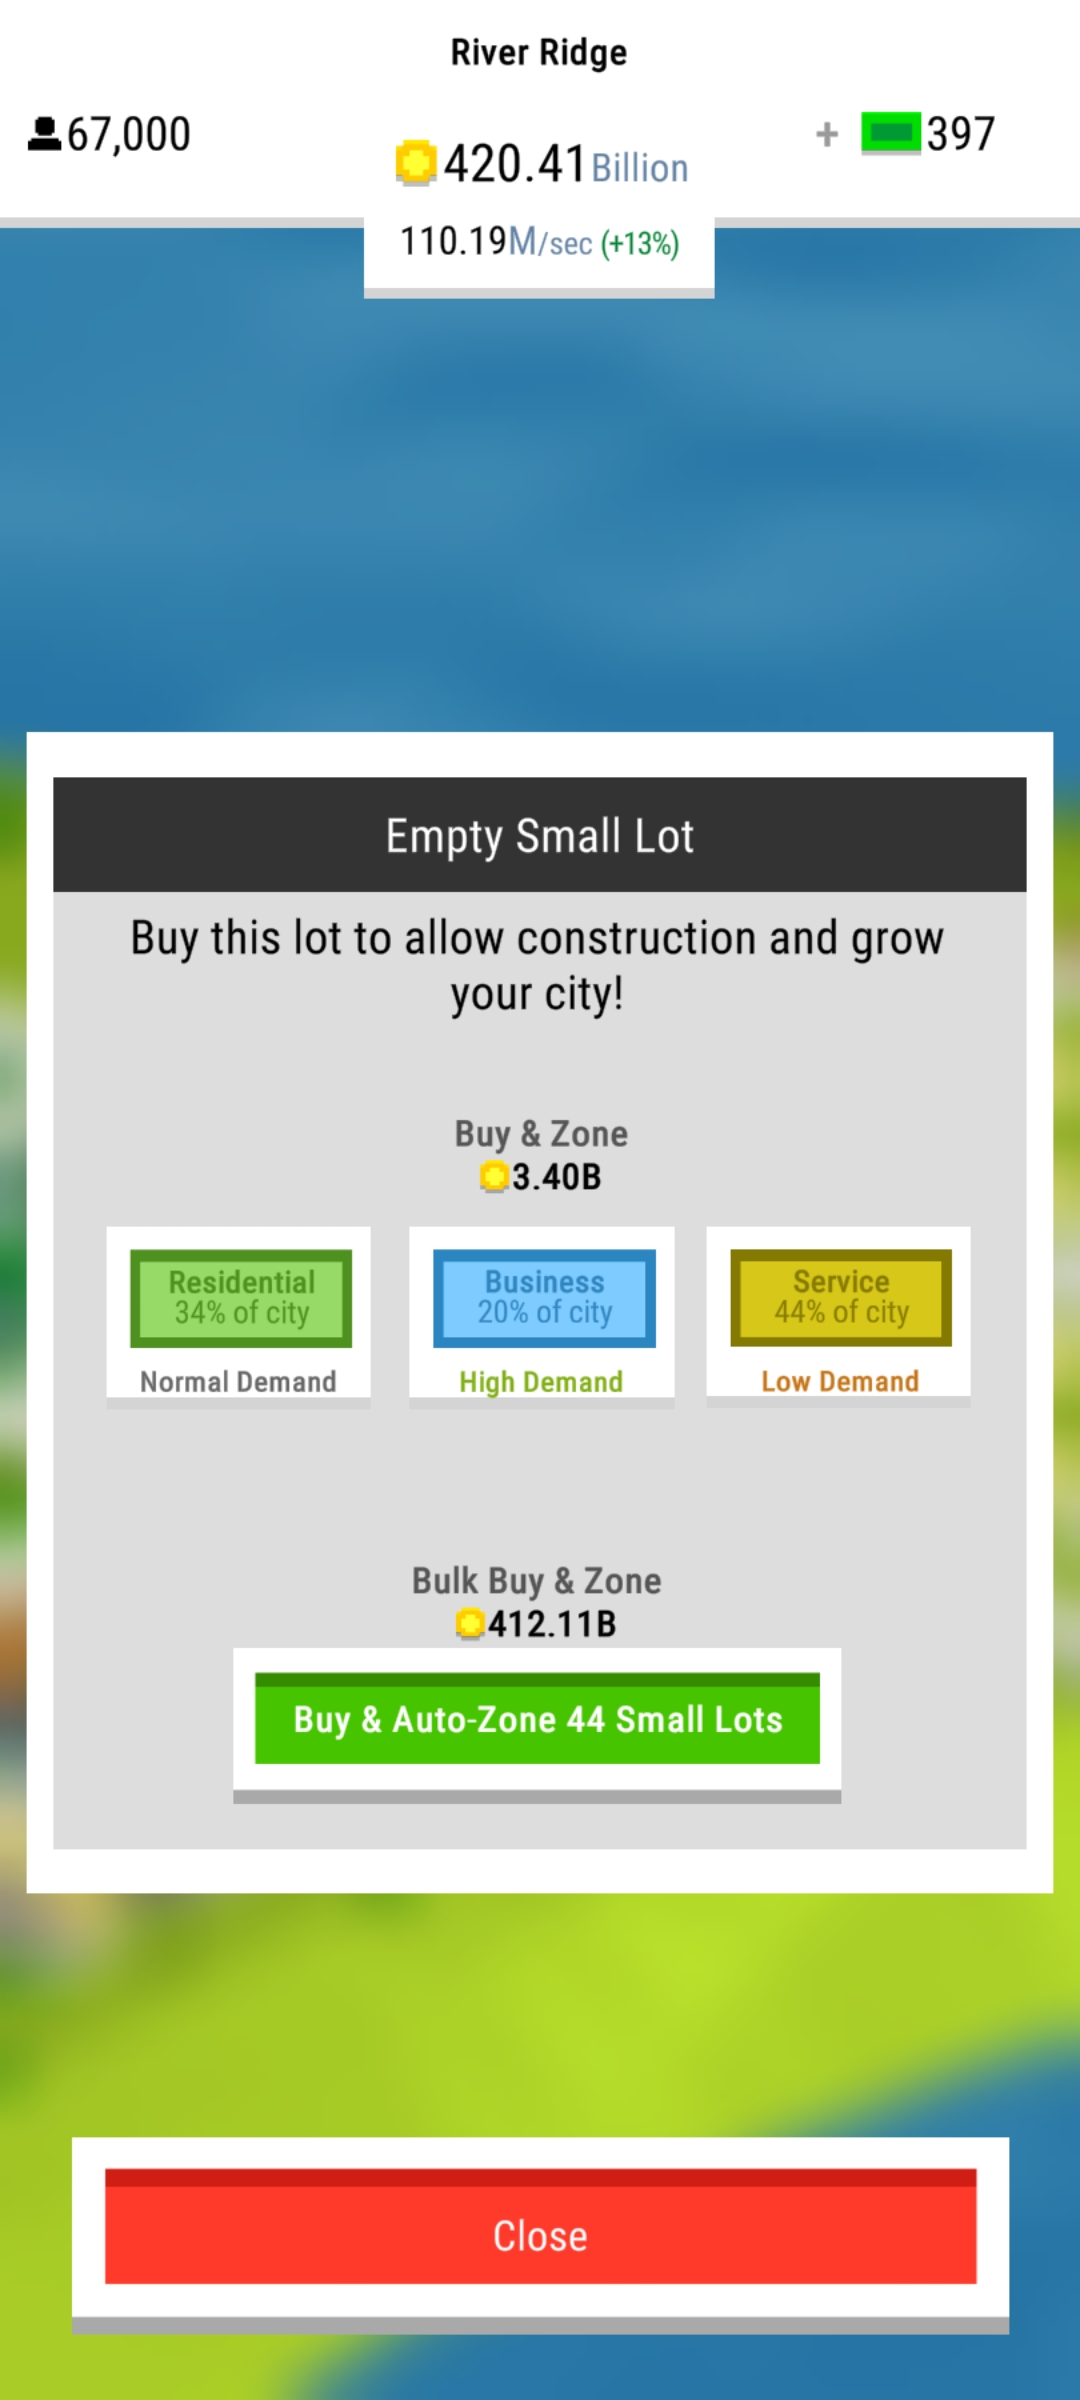 River Ridge
67,000
420.41 Billion
+ 397
110.19M/sec (+13%)
Empty Small Lot
Buy this lot to allow construction and grow
your city!
Buy & Zone
3.40B
Residential
34% of city
Normal Demand
Business
20% of city
High Demand
Service
44% of city
Low Demand
Bulk Buy & Zone
412.11B
Buy & Auto-Zone 44 Small Lots
Close